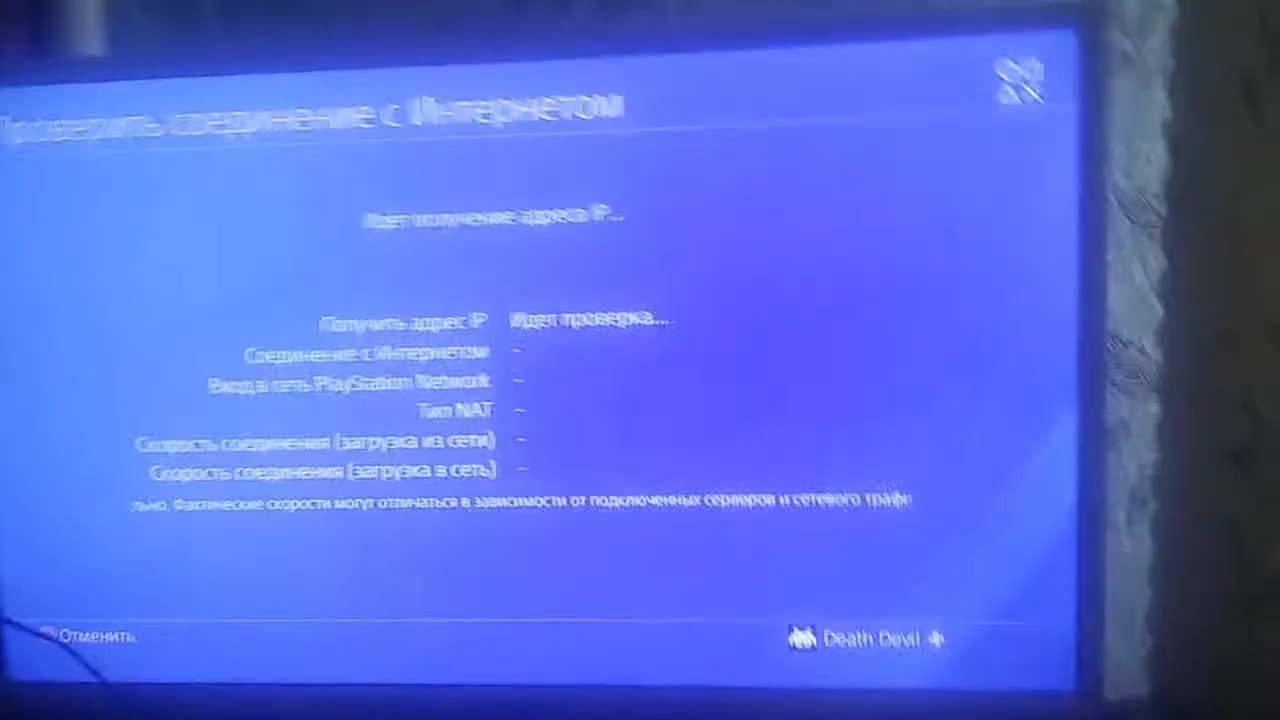 Проверить соединение с Интернетом
Идет получение адреса IP...
Получить адрес IP Идет проверка...
Соединение с Интернетом –
Вход в сеть PlayStation Network –
Тип NAT –
Скорость соединения (загрузка из сети) –
Скорость соединения (загрузка в сеть) –
льно. Фактические скорости могут отличаться в зависимости от подключенных серверов и сетевого трафи
Отменить
Death Devil